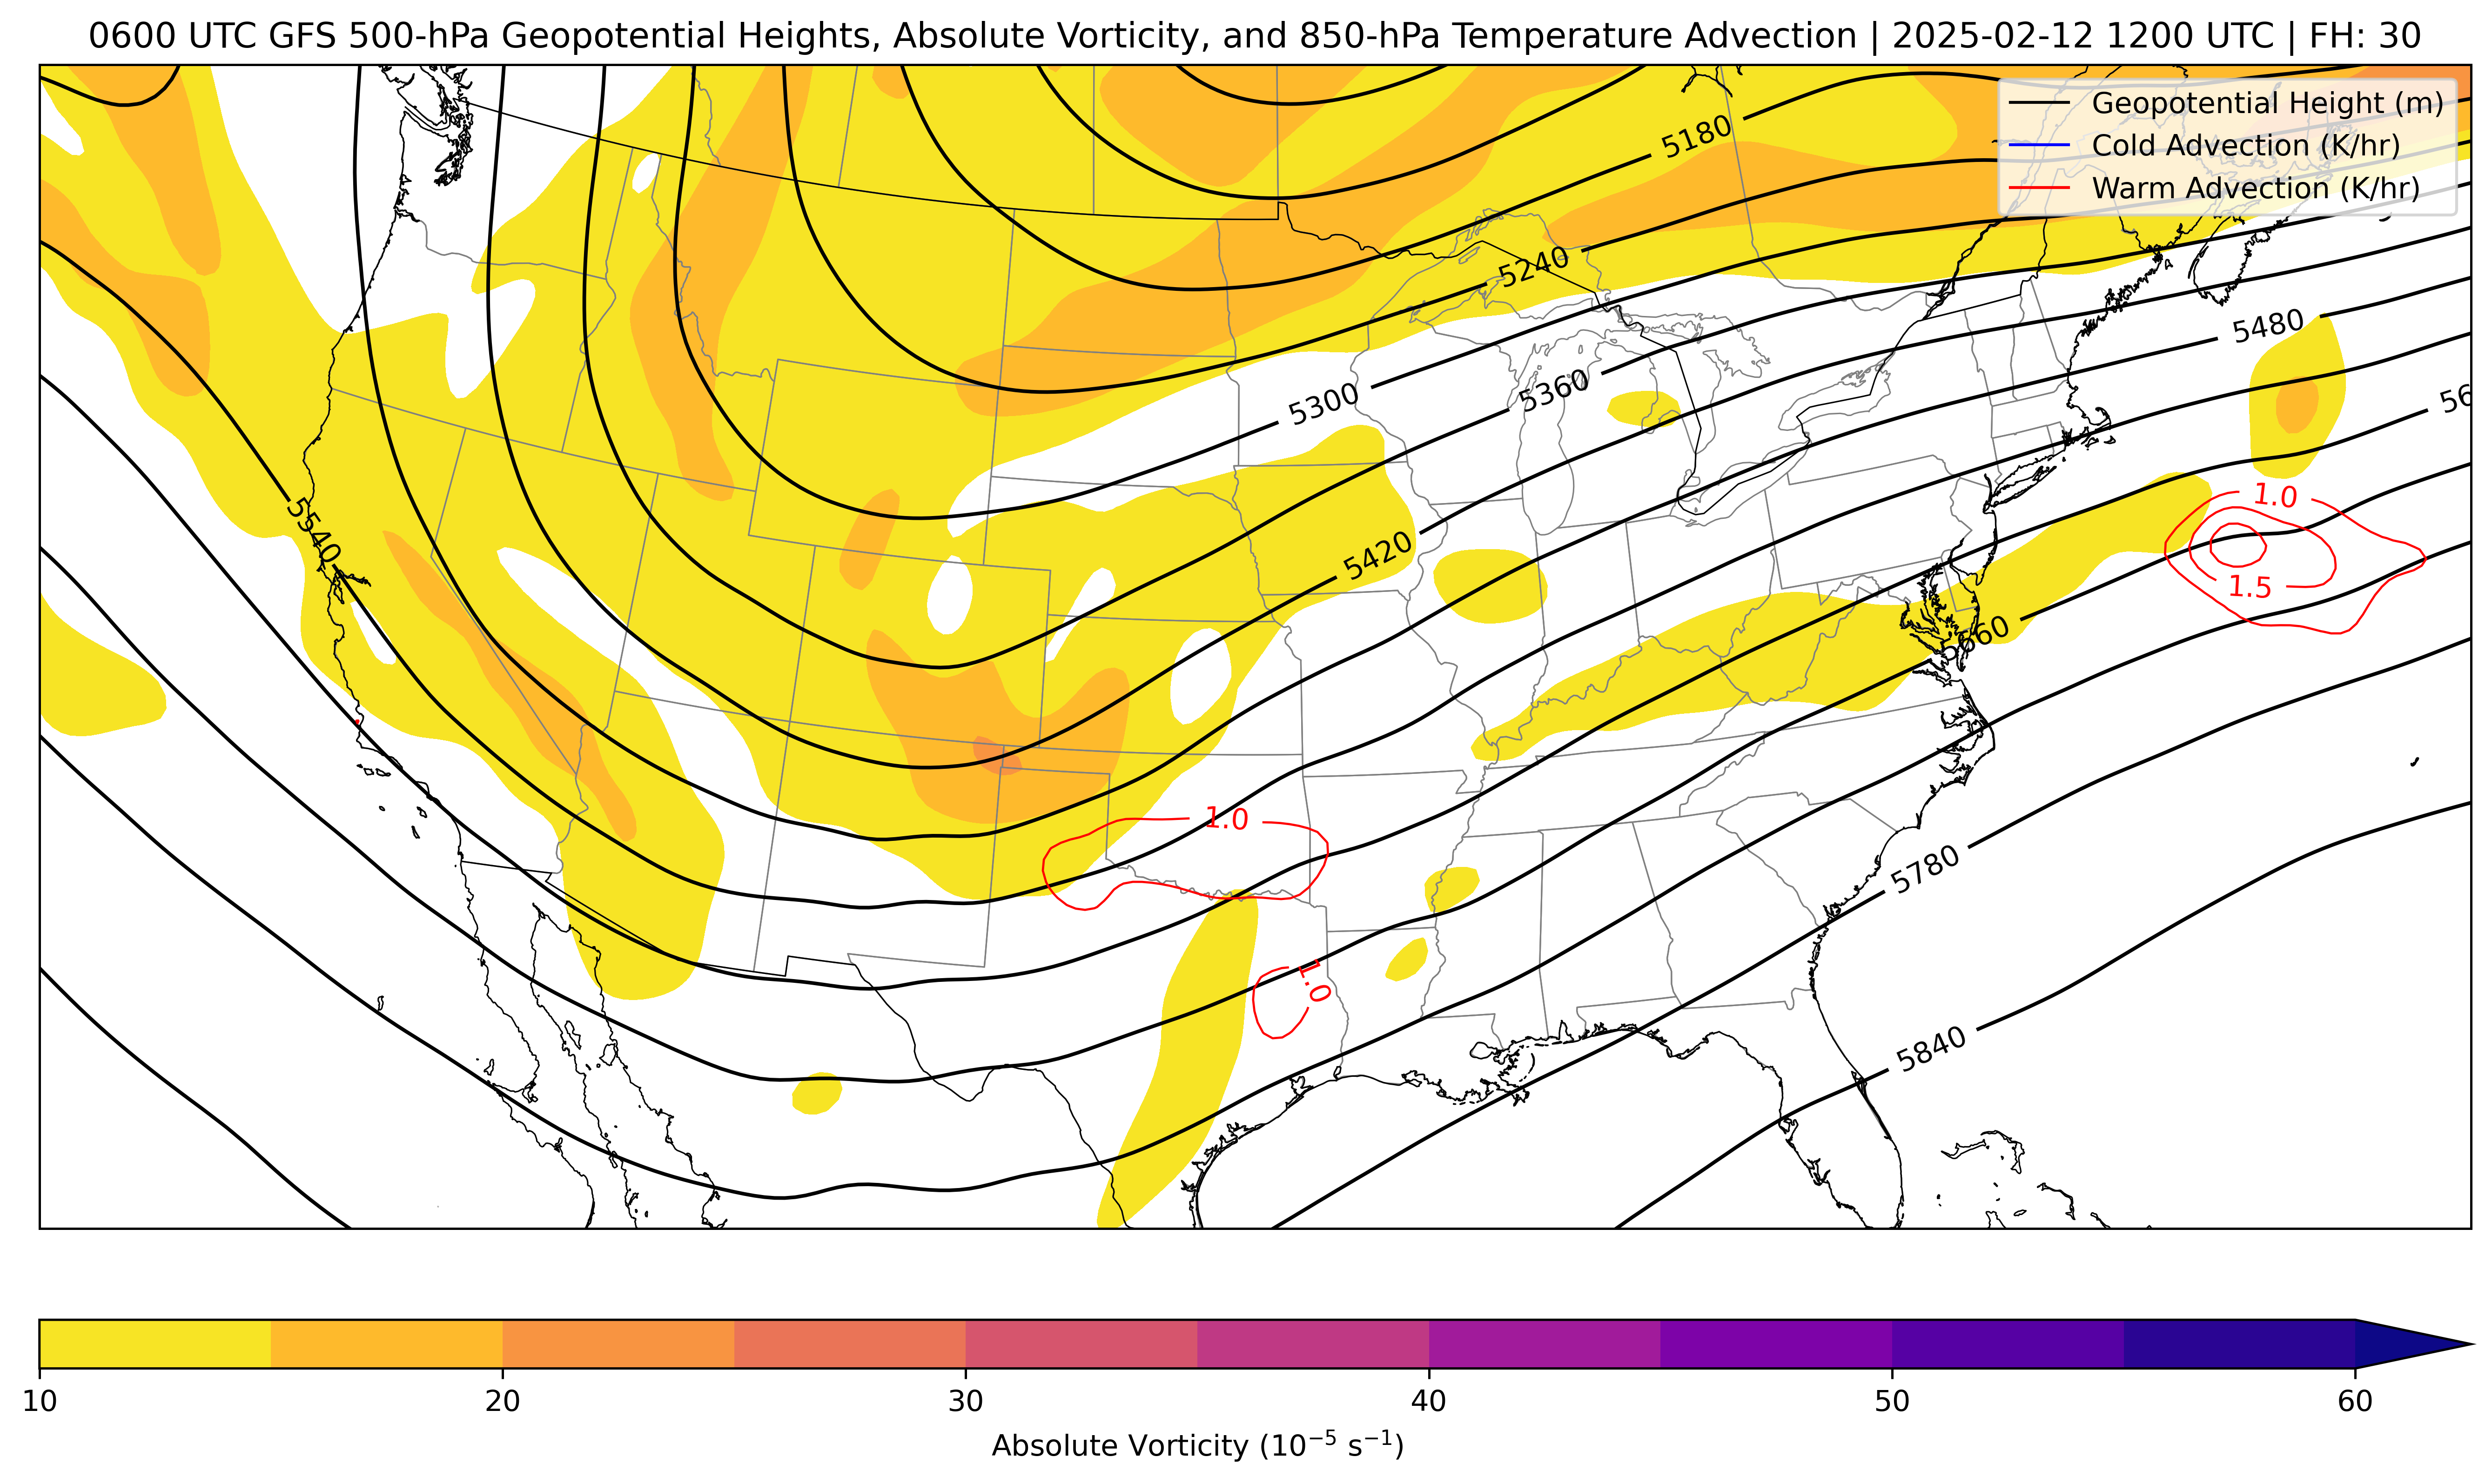 0600 UTC GFS 500-hPa Geopotential Heights, Absolute Vorticity, and 850-hPa Temperature Advection | 2025-02-12 1200 UTC | FH: 30
Geopotential Height (m)
Cold Advection (K/hr)
Warm Advection (K/hr)
5180
5240
5480
5300
5360
56
5540
5420
1.0
1.5
5660
1.0
5780
1.0
5840
10 20 30 40 50 60
Absolute Vorticity (10⁻⁵ s⁻¹)